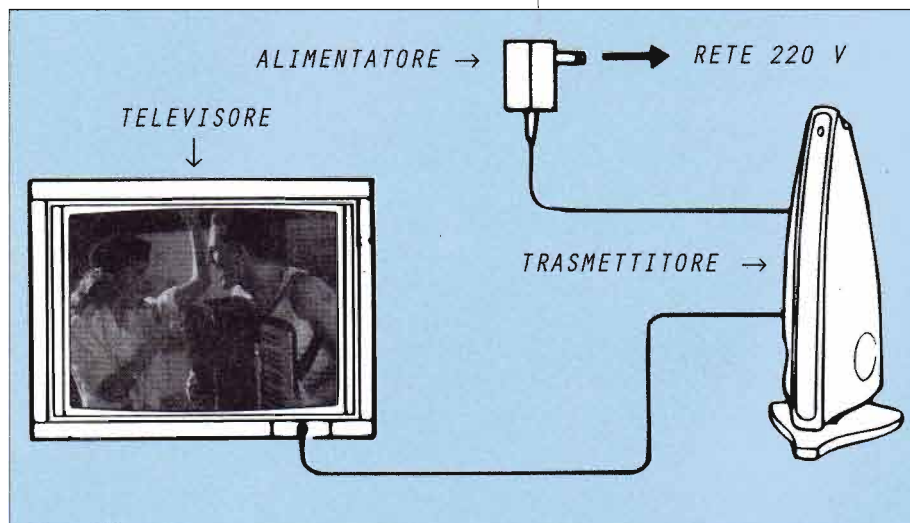 ALIMENTATORE → RETE 220 V
TELEVISORE
↓
TRASMETTITORE →